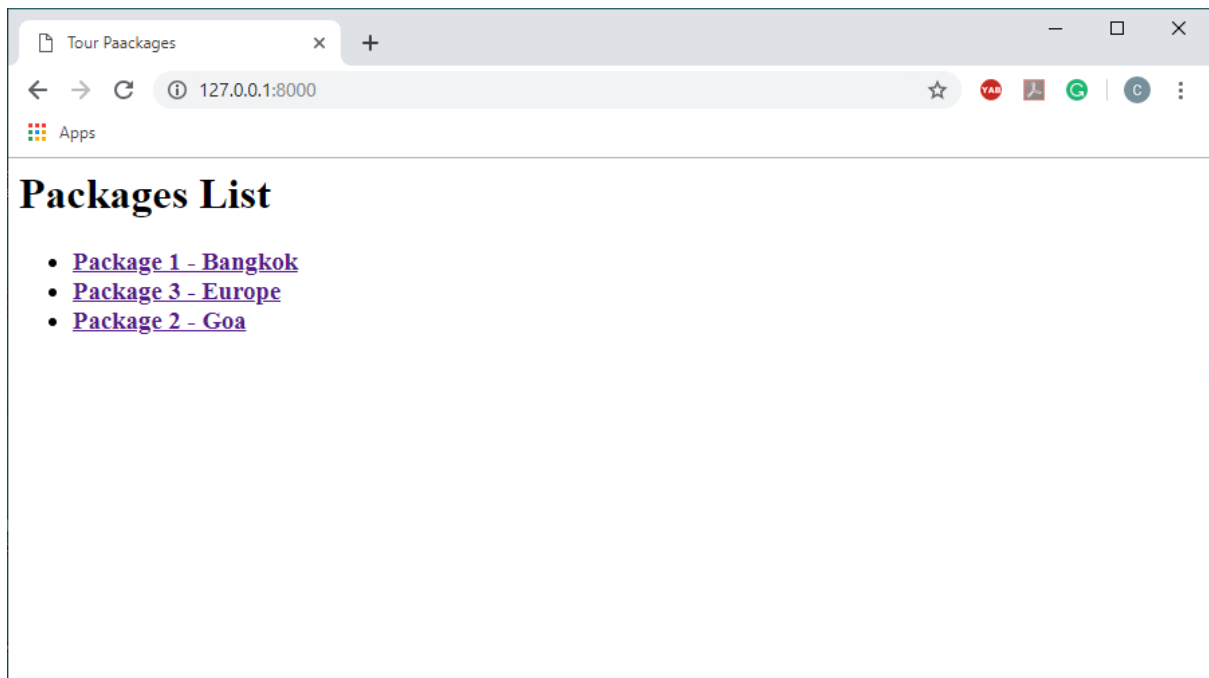 Tour Paackages
127.0.0.1:8000
YAB
C
Apps
Packages List
Package 1 - Bangkok
Package 3 - Europe
Package 2 - Goa